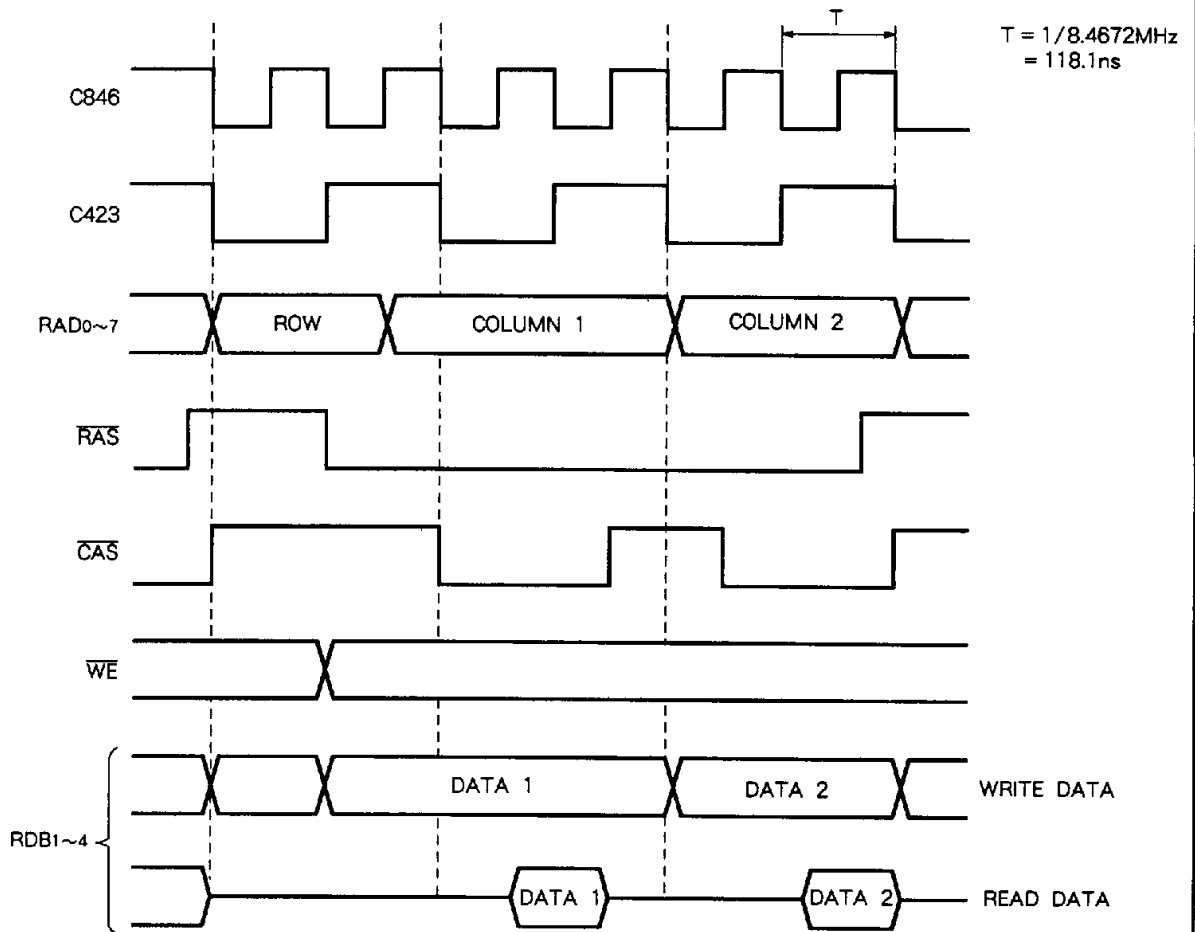 T
T = 1/8.4672MHz
= 118.1ns
C846
C423
RAD0~7
ROW
COLUMN 1
COLUMN 2
RAS
CAS
WE
RDB1~4
DATA 1
DATA 2
WRITE DATA
DATA 1
DATA 2
READ DATA